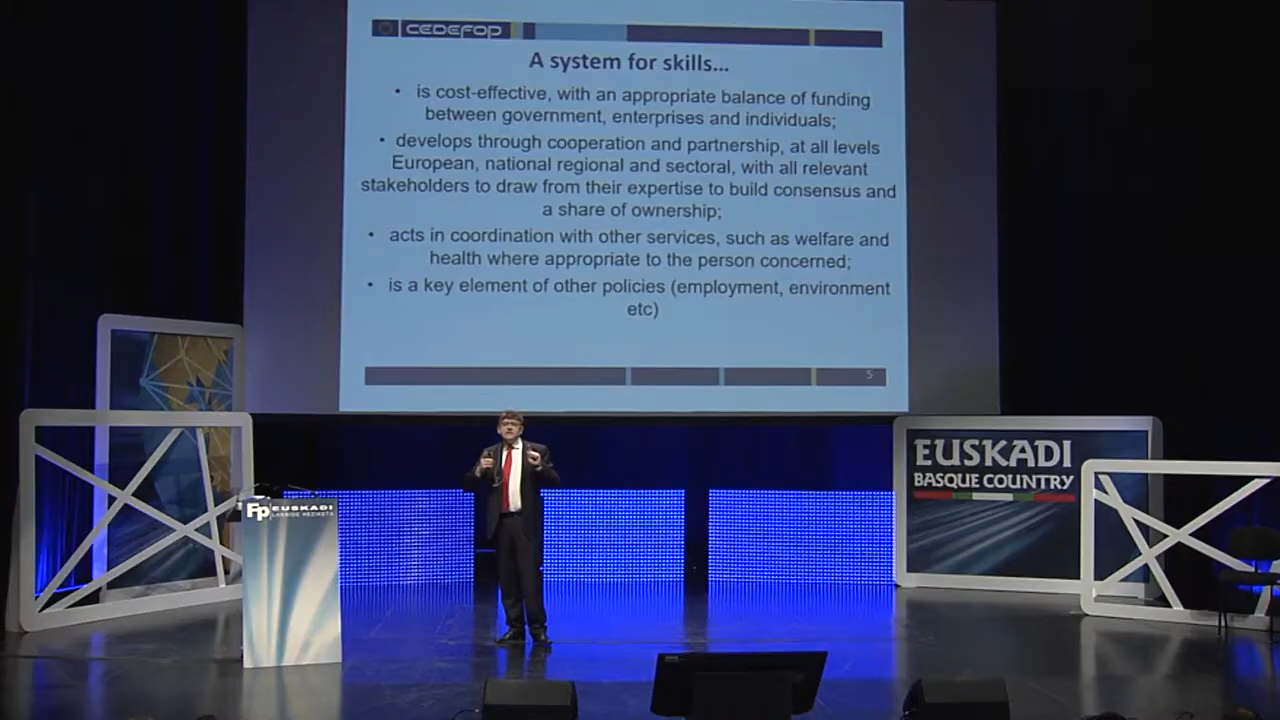 CEDEFOP
A system for skills...
• is cost-effective, with an appropriate balance of funding
between government, enterprises and individuals;
• develops through cooperation and partnership, at all levels
European, national regional and sectoral, with all relevant
stakeholders to draw from their expertise to build consensus and
a share of ownership;
• acts in coordination with other services, such as welfare and
health where appropriate to the person concerned;
• is a key element of other policies (employment, environment
etc)
5
EUSKADI
BASQUE COUNTRY
Fp EUSKADI
LANBIDE HEZIKETA